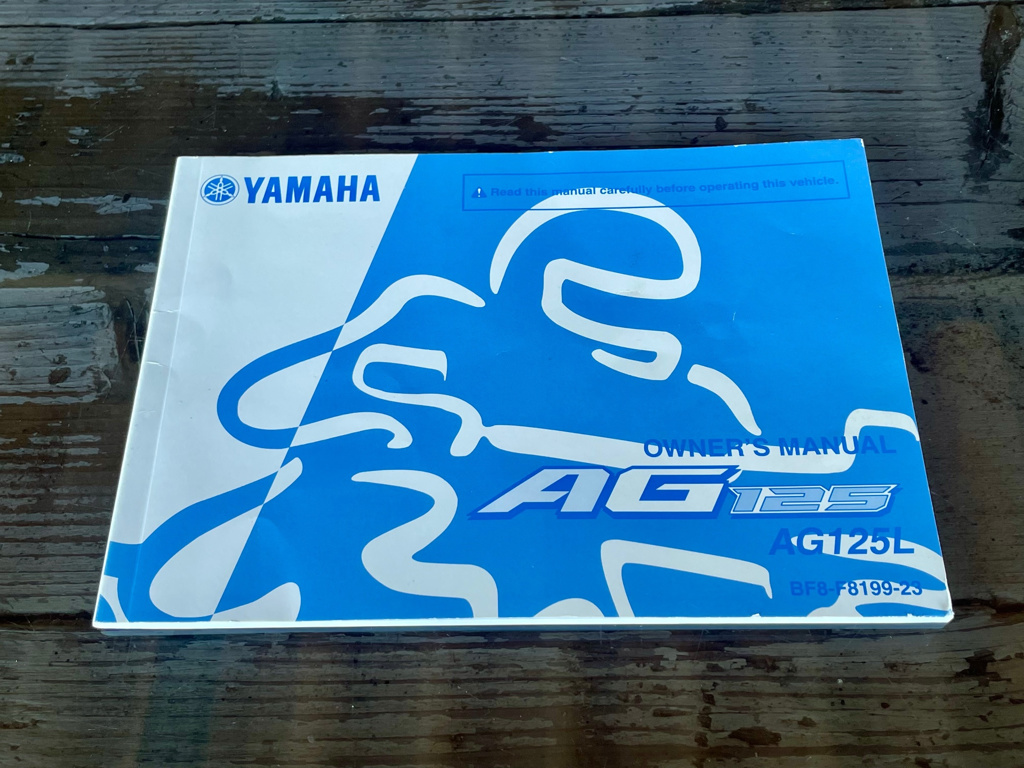 YAMAHA
Read this manual carefully before operating this vehicle.
OWNER'S MANUAL
AG125
AG125L
BF8-F8199-23